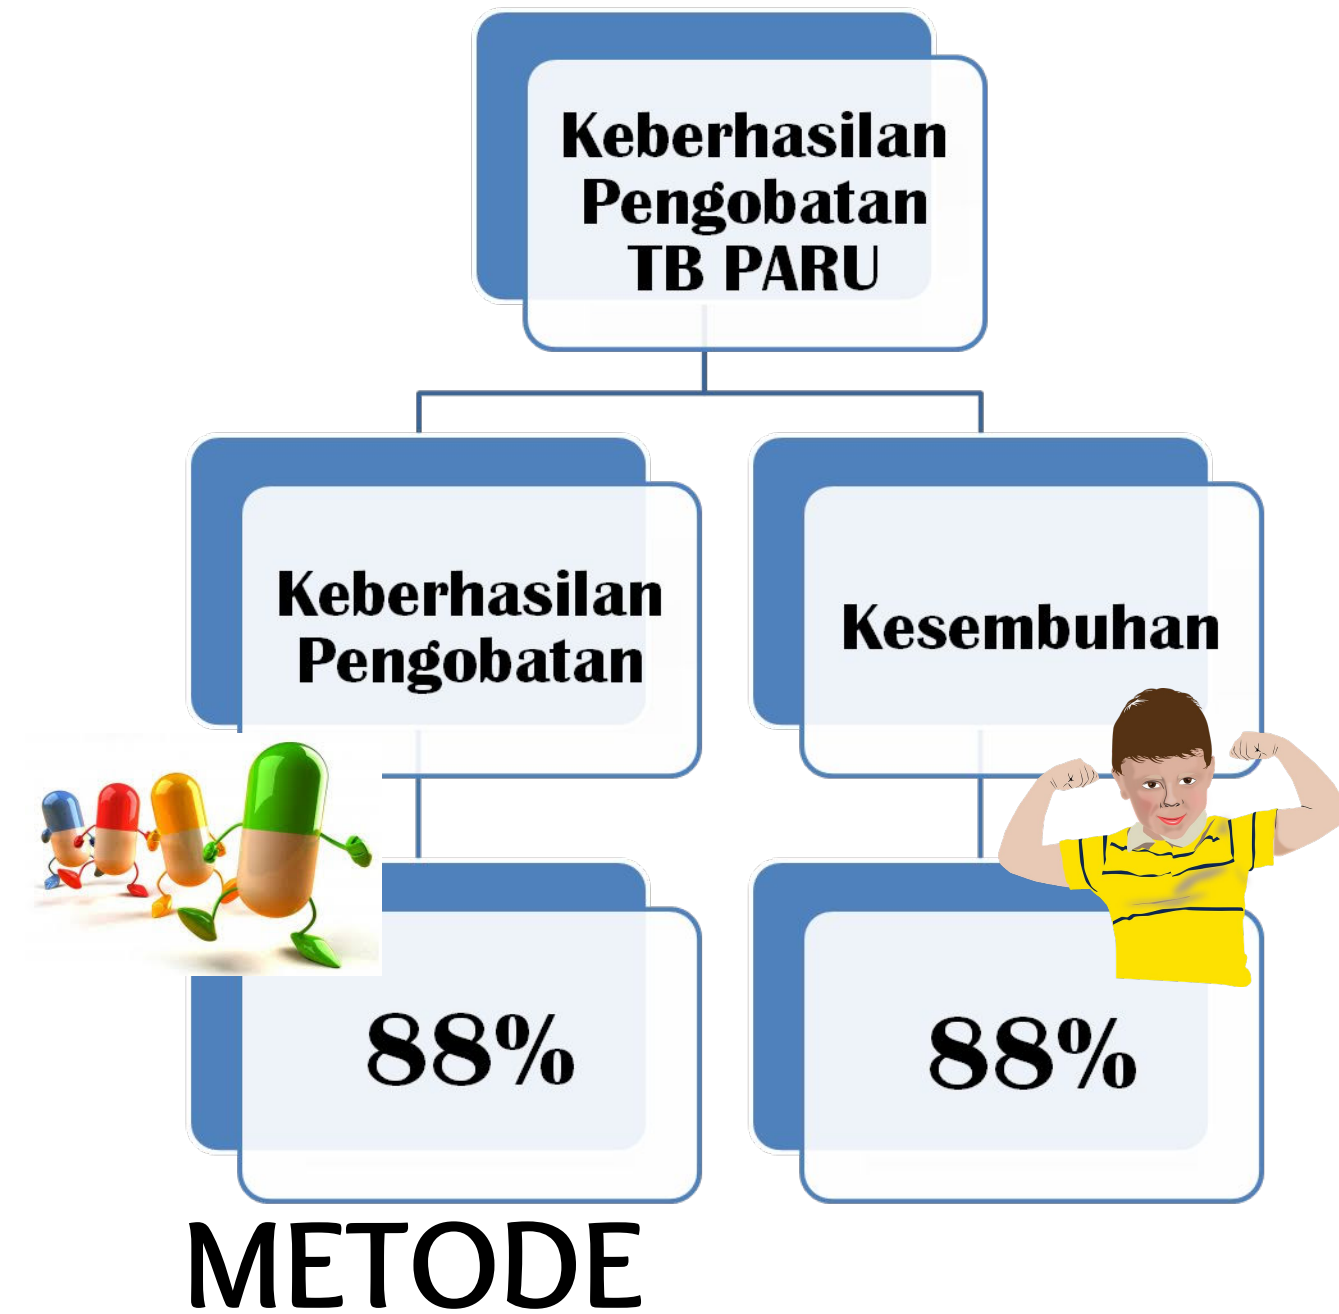 Keberhasilan
Pengobatan
TB PARU
Keberhasilan
Pengobatan
Kesembuhan
88%
88%
METODE